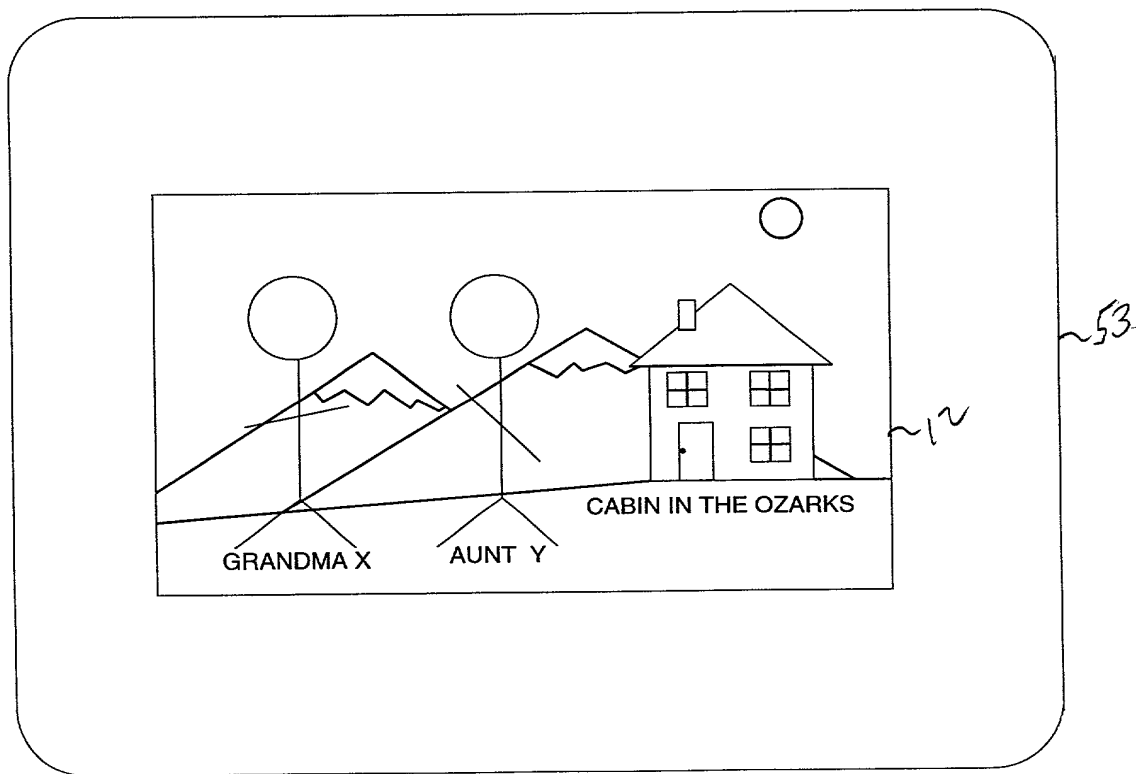 ~53
~12
CABIN IN THE OZARKS
GRANDMA X
AUNT Y